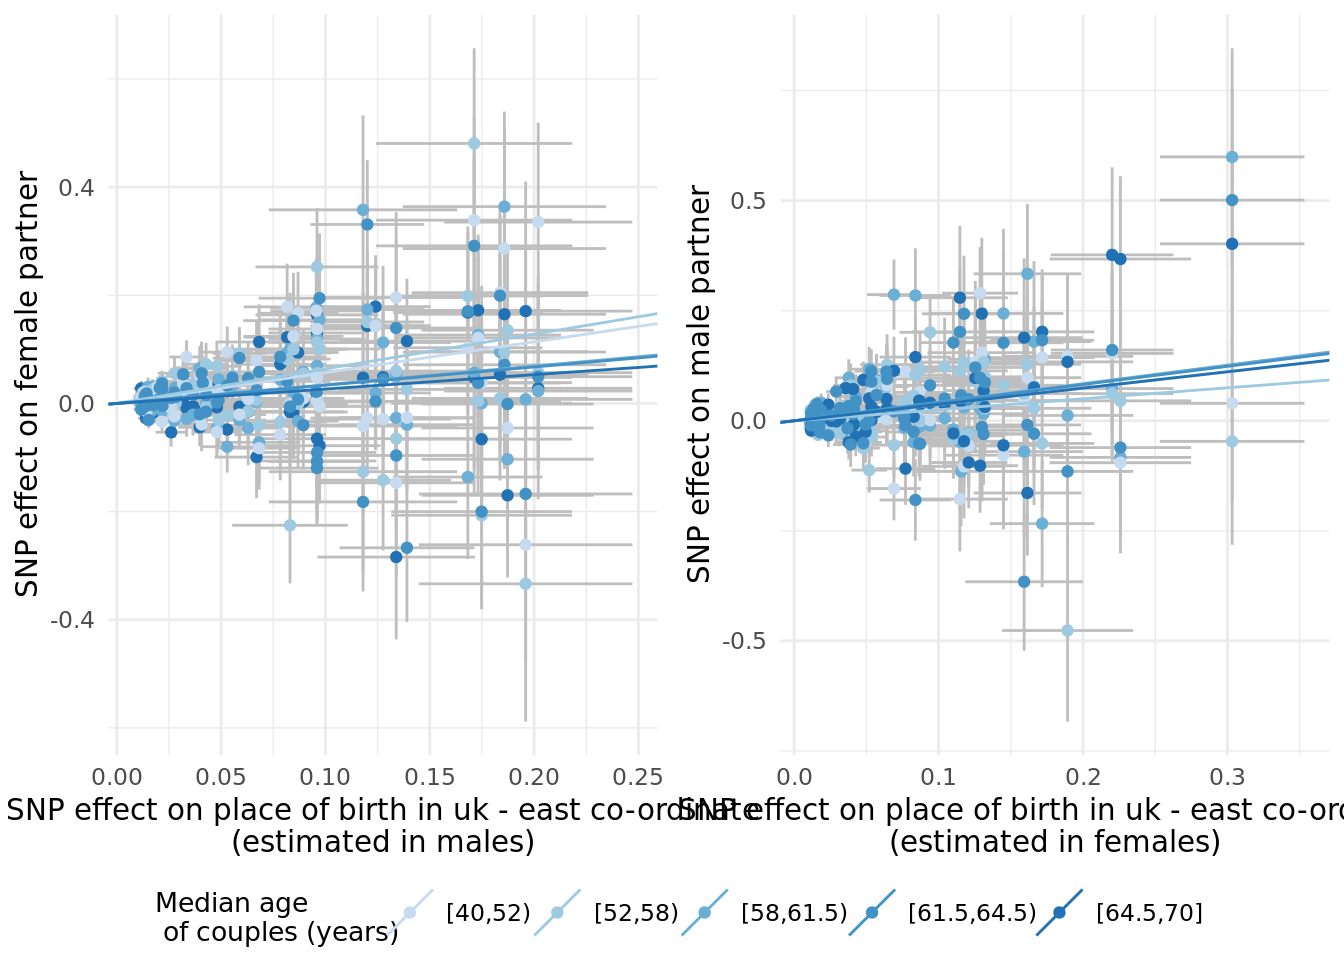 SNP effect on female partner
0.4
0.0
-0.4
0.00 0.05 0.10 0.15 0.20 0.25
SNP effect on place of birth in uk - east co-ordinate
(estimated in males)
SNP effect on male partner
0.5
0.0
-0.5
0.0 0.1 0.2 0.3
SNP effect on place of birth in uk - east co-or
(estimated in females)
Median age
of couples (years)
[40,52) [52,58) [58,61.5) [61.5,64.5) [64.5,70]